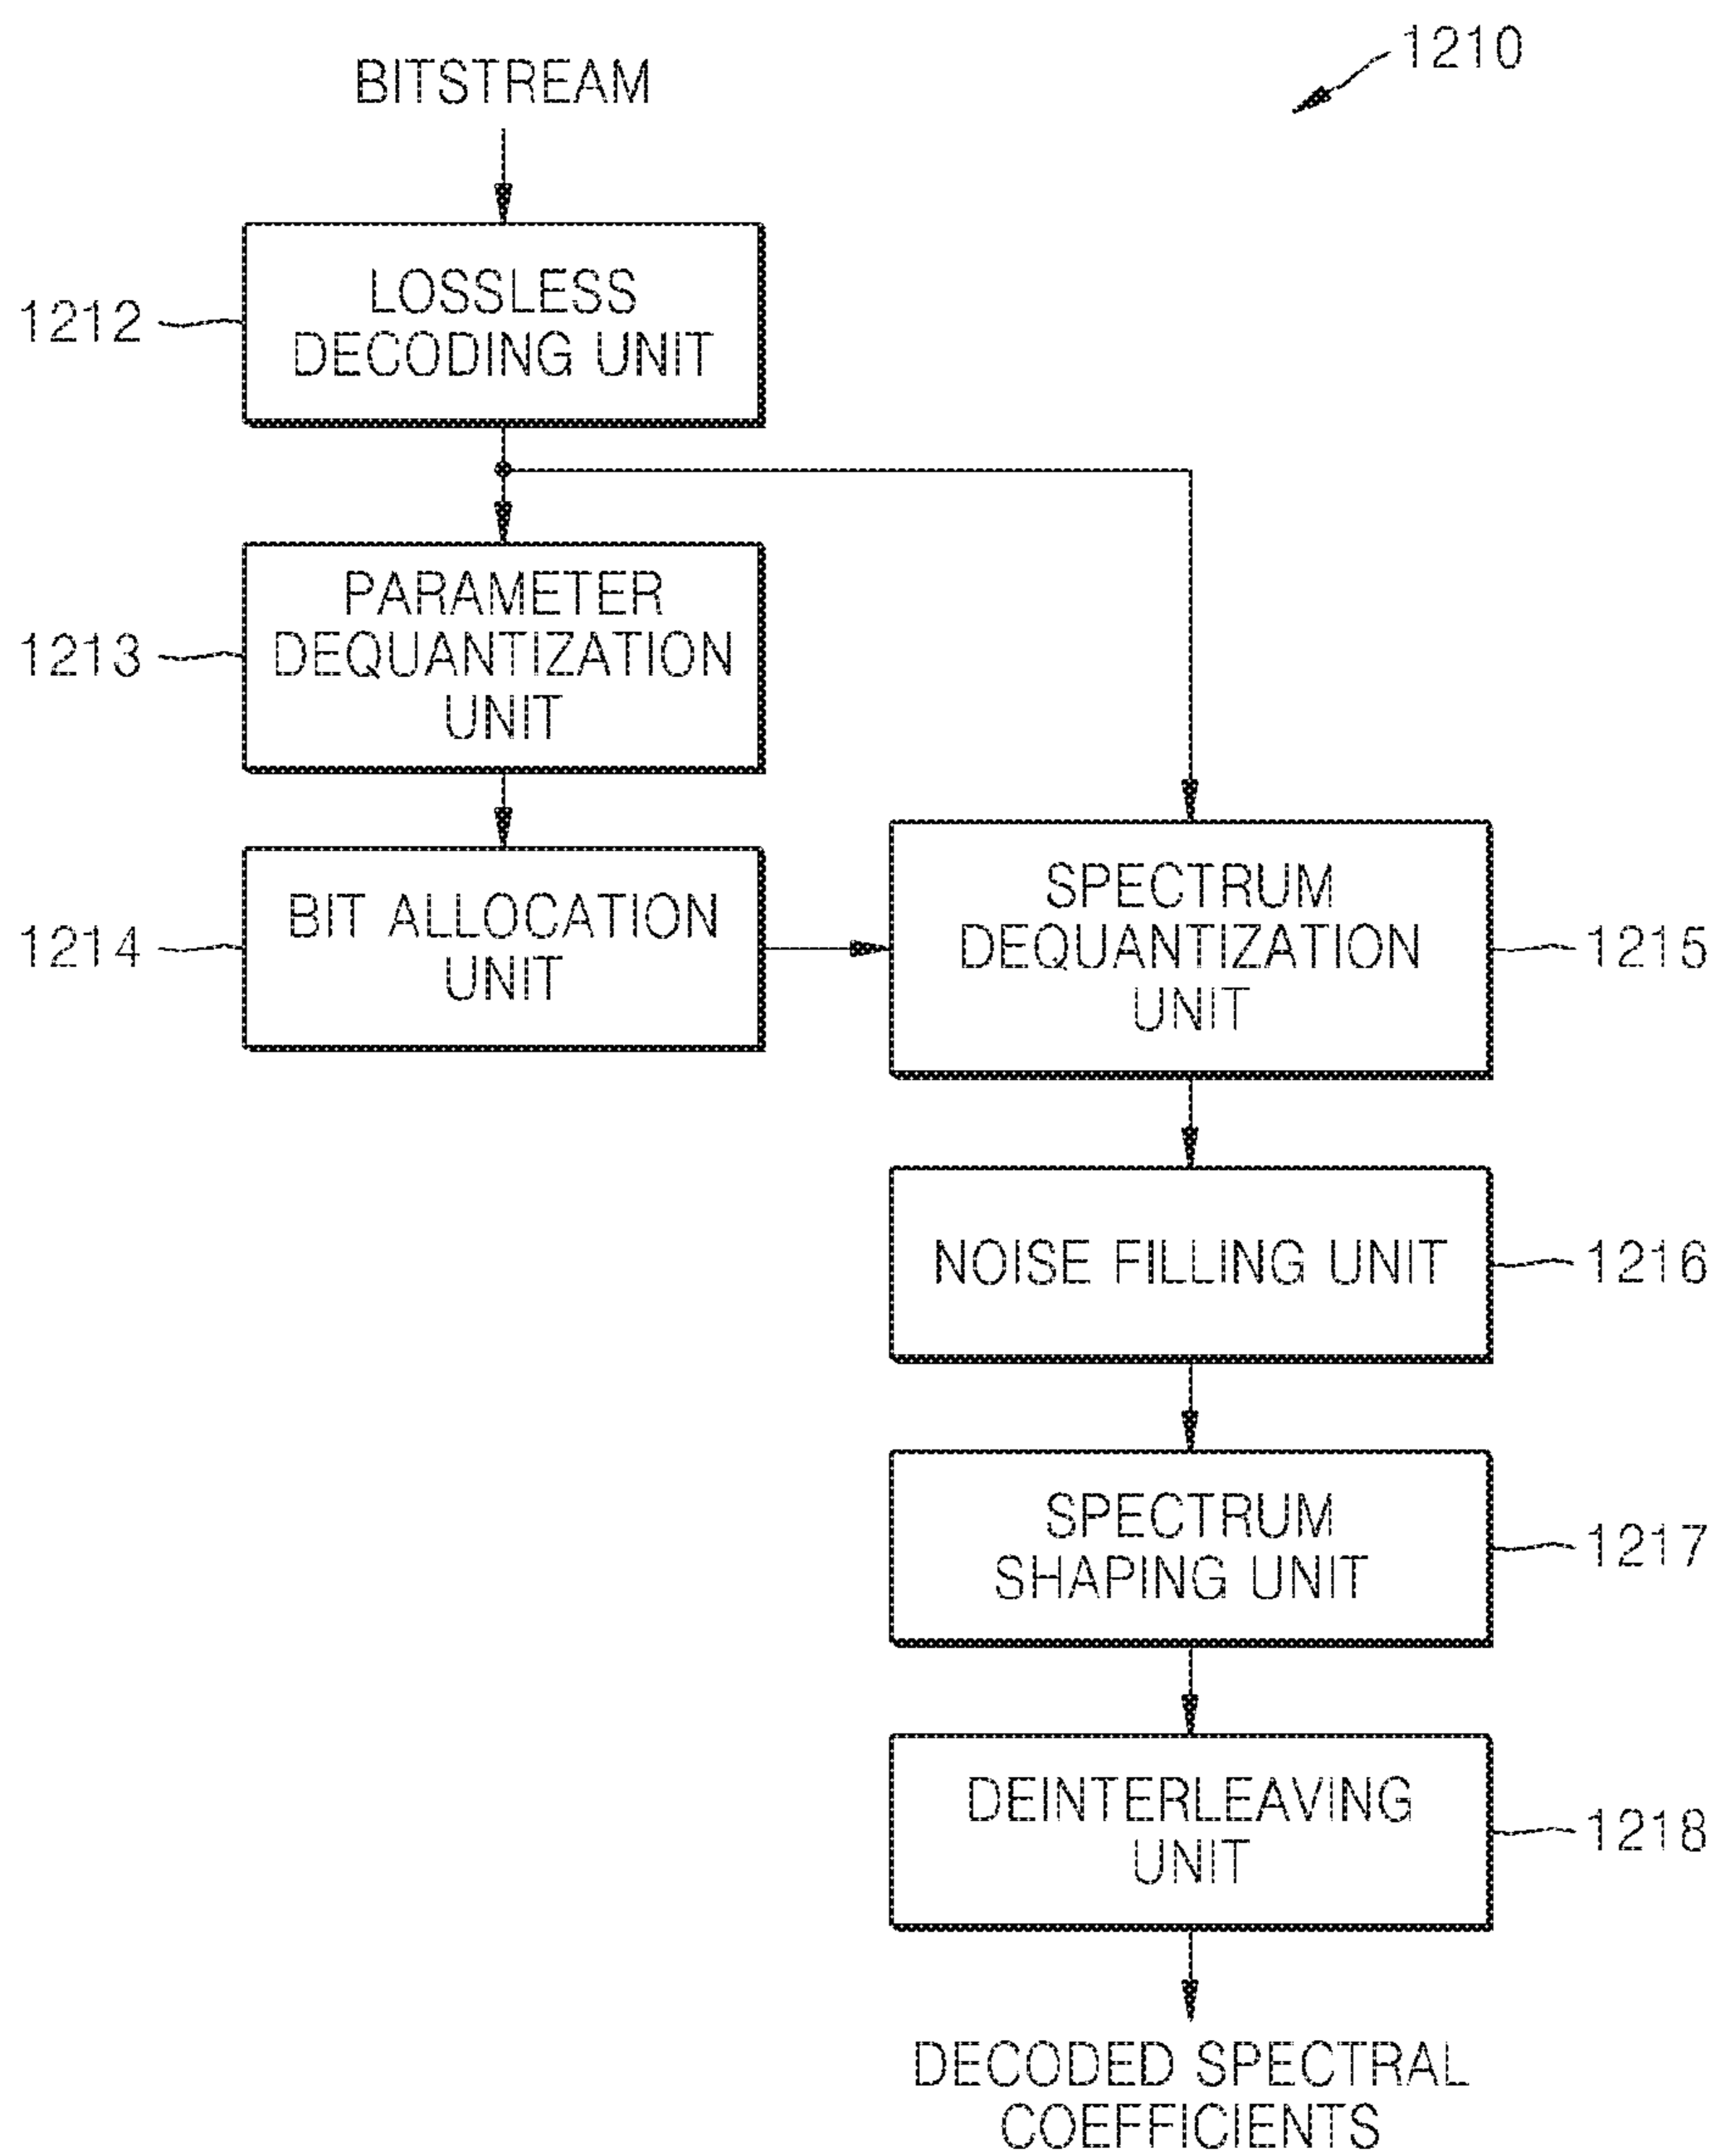 1210
BITSTREAM
LOSSLESS
DECODING UNIT
1212
PARAMETER
DEQUANTIZATION
UNIT
1213
BIT ALLOCATION
UNIT
1214
SPECTRUM
DEQUANTIZATION
UNIT
1215
NOISE FILLING UNIT
1216
SPECTRUM
SHAPING UNIT
1217
DEINTERLEAVING
UNIT
1218
DECODED SPECTRAL
COEFFICIENTS